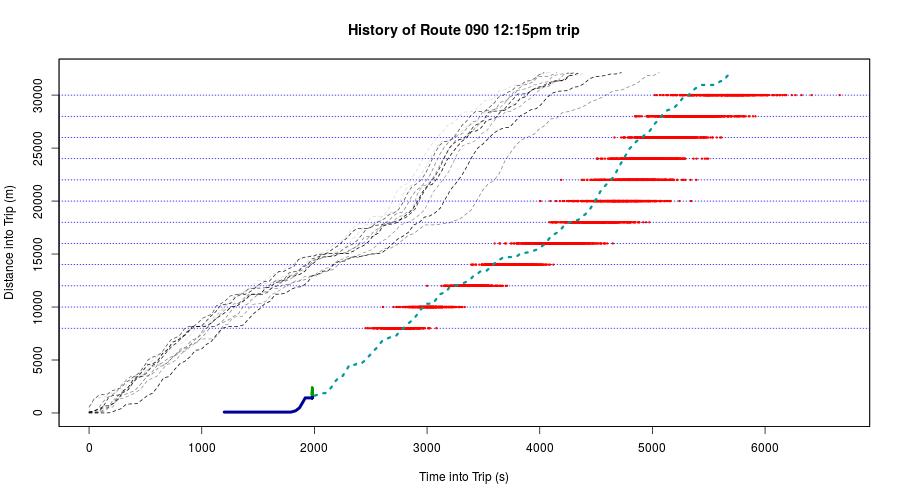 History of Route 090 12:15pm trip
30000
25000
20000
15000
10000
5000
0
Distance into Trip (m)
0 1000 2000 3000 4000 5000 6000
Time into Trip (s)